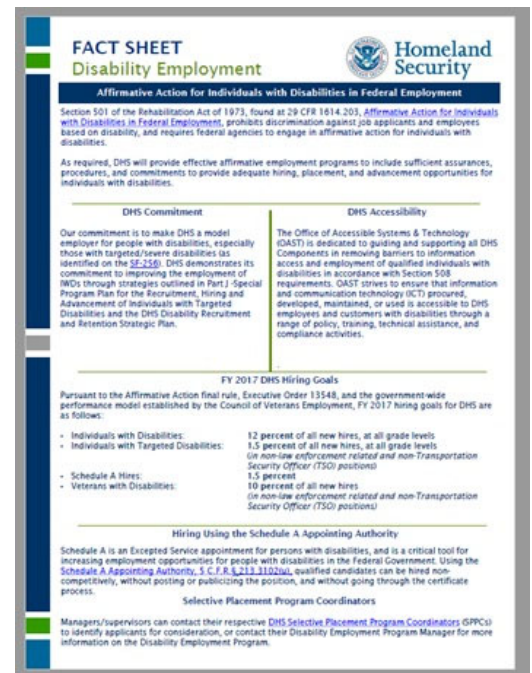 FACT SHEET
Disability Employment
Homeland
Security
Affirmative Action for Individuals with Disabilities in Federal Employment
Section 501 of the Rehabilitation Act of 1973, found at 29 CFR 1614.203, Affirmative Action for Individuals
with Disabilities in Federal Employment, prohibits discrimination against job applicants and employees
based on disability, and requires federal agencies to engage in affirmative action for individuals with
disabilities.
As required, DHS will provide effective affirmative employment programs to include sufficient assurances,
procedures, and commitments to provide adequate hiring, placement, and advancement opportunities for
individuals with disabilities.
DHS Commitment
Our commitment is to make DHS a model
employer for people with disabilities, especially
those with targeted/severe disabilities (as
identified on the SF-256). DHS demonstrates its
commitment to improving the employment of
IWDs through strategies outlined in Part J -Special
Program Plan for the Recruitment, Hiring and
Advancement of Individuals with Targeted
Disabilities and the DHS Disability Recruitment
and Retention Strategic Plan.
DHS Accessibility
The Office of Accessible Systems & Technology
(OAST) is dedicated to guiding and supporting all DHS
Components in removing barriers to information
access and employment of qualified individuals with
disabilities in accordance with Section 508
requirements. OAST strives to ensure that information
and communication technology (ICT) procured,
developed, maintained, or used is accessible to DHS
employees and customers with disabilities through a
range of policy, training, technical assistance, and
compliance activities.
FY 2017 DHS Hiring Goals
Pursuant to the Affirmative Action final rule, Executive Order 13548, and the government-wide
performance model established by the Council of Veterans Employment, FY 2017 hiring goals for DHS are
as follows:
- Individuals with Disabilities: 12 percent of all new hires, at all grade levels
- Individuals with Targeted Disabilities: 1.5 percent of all new hires, at all grade levels
(in non-law enforcement related and non-Transportation
Security Officer (TSO) positions)
- Schedule A Hires: 1.5 percent
- Veterans with Disabilities: 10 percent of all new hires
(in non-law enforcement related and non-Transportation
Security Officer (TSO) positions)
Hiring Using the Schedule A Appointing Authority
Schedule A is an Excepted Service appointment for persons with disabilities, and is a critical tool for
increasing employment opportunities for people with disabilities in the Federal Government. Using the
Schedule A Appointing Authority, 5 C.F.R.§ 213.3102(u), qualified candidates can be hired non-
competitively, without posting or publicizing the position, and without going through the certificate
process.
Selective Placement Program Coordinators
Managers/supervisors can contact their respective DHS Selective Placement Program Coordinators (SPPCs)
to identify applicants for consideration, or contact their Disability Employment Program Manager for more
information on the Disability Employment Program.